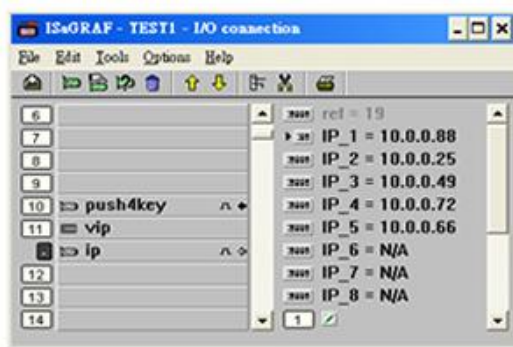 ISaGRAF - TEST1 - I/O connection
File Edit Tools Options Help
6
7
8
9
10 push4key
11 vip
ip
12
13
14
ref = 19
IP_1 = 10.0.0.88
IP_2 = 10.0.0.25
IP_3 = 10.0.0.49
IP_4 = 10.0.0.72
IP_5 = 10.0.0.66
IP_6 = N/A
IP_7 = N/A
IP_8 = N/A
1